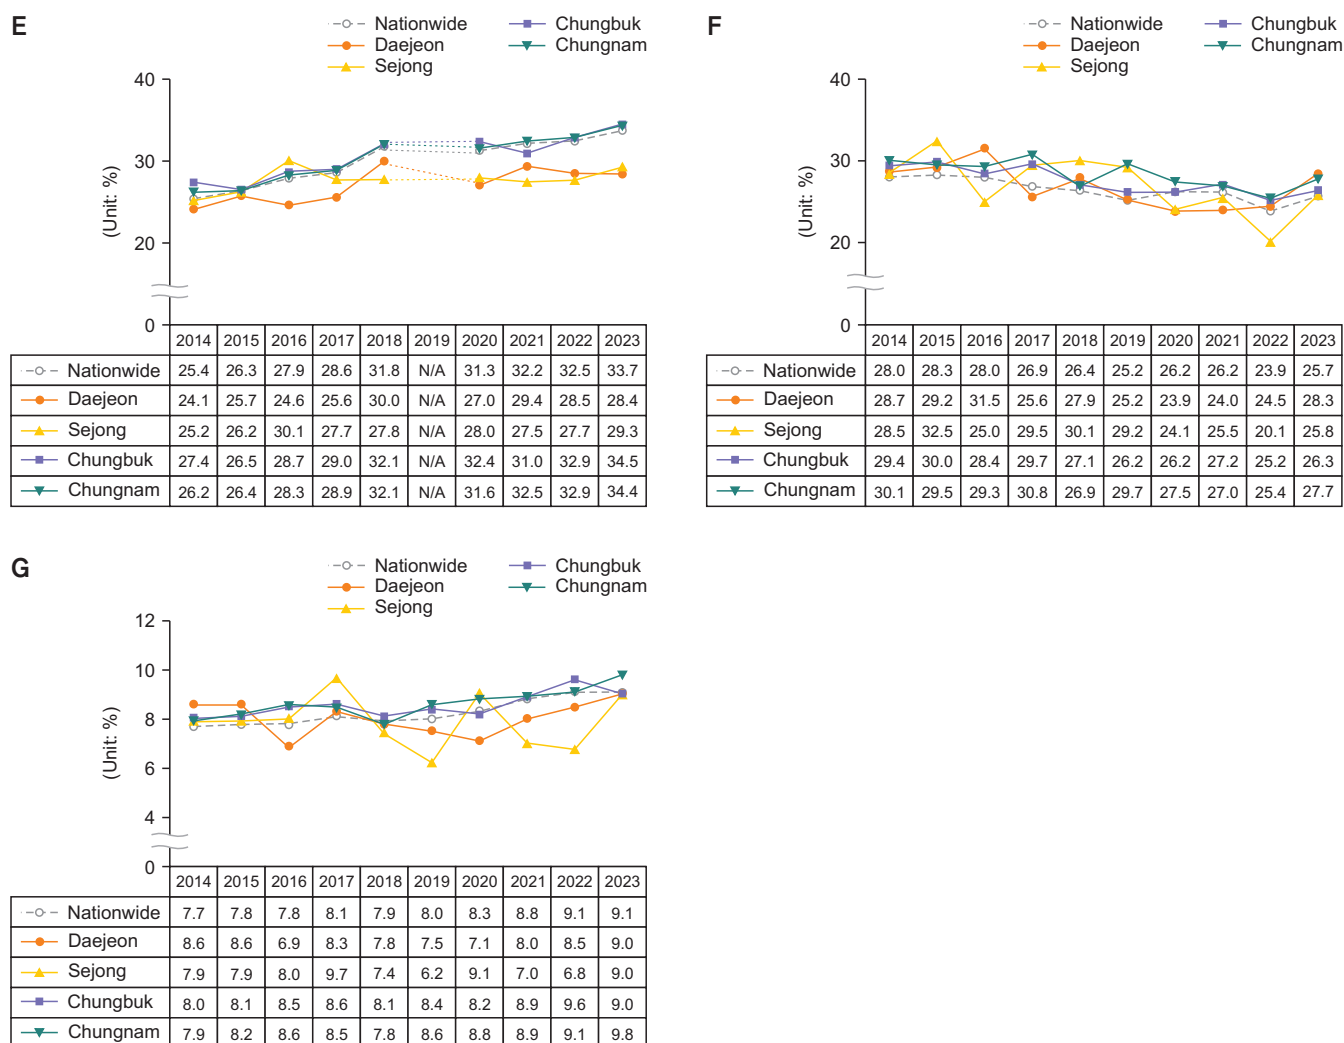 E
Nationwide
Daejeon
Sejong
Chungbuk
Chungnam
(Unit: %)
40
30
20
0
2014 2015 2016 2017 2018 2019 2020 2021 2022 2023
Nationwide 25.4 26.3 27.9 28.6 31.8 N/A 31.3 32.2 32.5 33.7
Daejeon 24.1 25.7 24.6 25.6 30.0 N/A 27.0 29.4 28.5 28.4
Sejong 25.2 26.2 30.1 27.7 27.8 N/A 28.0 27.5 27.7 29.3
Chungbuk 27.4 26.5 28.7 29.0 32.1 N/A 32.4 31.0 32.9 34.5
Chungnam 26.2 26.4 28.3 28.9 32.1 N/A 31.6 32.5 32.9 34.4
F
Nationwide
Daejeon
Sejong
Chungbuk
Chungnam
(Unit: %)
40
30
20
0
2014 2015 2016 2017 2018 2019 2020 2021 2022 2023
Nationwide 28.0 28.3 28.0 26.9 26.4 25.2 26.2 26.2 23.9 25.7
Daejeon 28.7 29.2 31.5 25.6 27.9 25.2 23.9 24.0 24.5 28.3
Sejong 28.5 32.5 25.0 29.5 30.1 29.2 24.1 25.5 20.1 25.8
Chungbuk 29.4 30.0 28.4 29.7 27.1 26.2 26.2 27.2 25.2 26.3
Chungnam 30.1 29.5 29.3 30.8 26.9 29.7 27.5 27.0 25.4 27.7
G
Nationwide
Daejeon
Sejong
Chungbuk
Chungnam
(Unit: %)
12
10
8
6
4
0
2014 2015 2016 2017 2018 2019 2020 2021 2022 2023
Nationwide 7.7 7.8 7.8 8.1 7.9 8.0 8.3 8.8 9.1 9.1
Daejeon 8.6 8.6 6.9 8.3 7.8 7.5 7.1 8.0 8.5 9.0
Sejong 7.9 7.9 8.0 9.7 7.4 6.2 9.1 7.0 6.8 9.0
Chungbuk 8.0 8.1 8.5 8.6 8.1 8.4 8.2 8.9 9.6 9.0
Chungnam 7.9 8.2 8.6 8.5 7.8 8.6 8.8 8.9 9.1 9.8